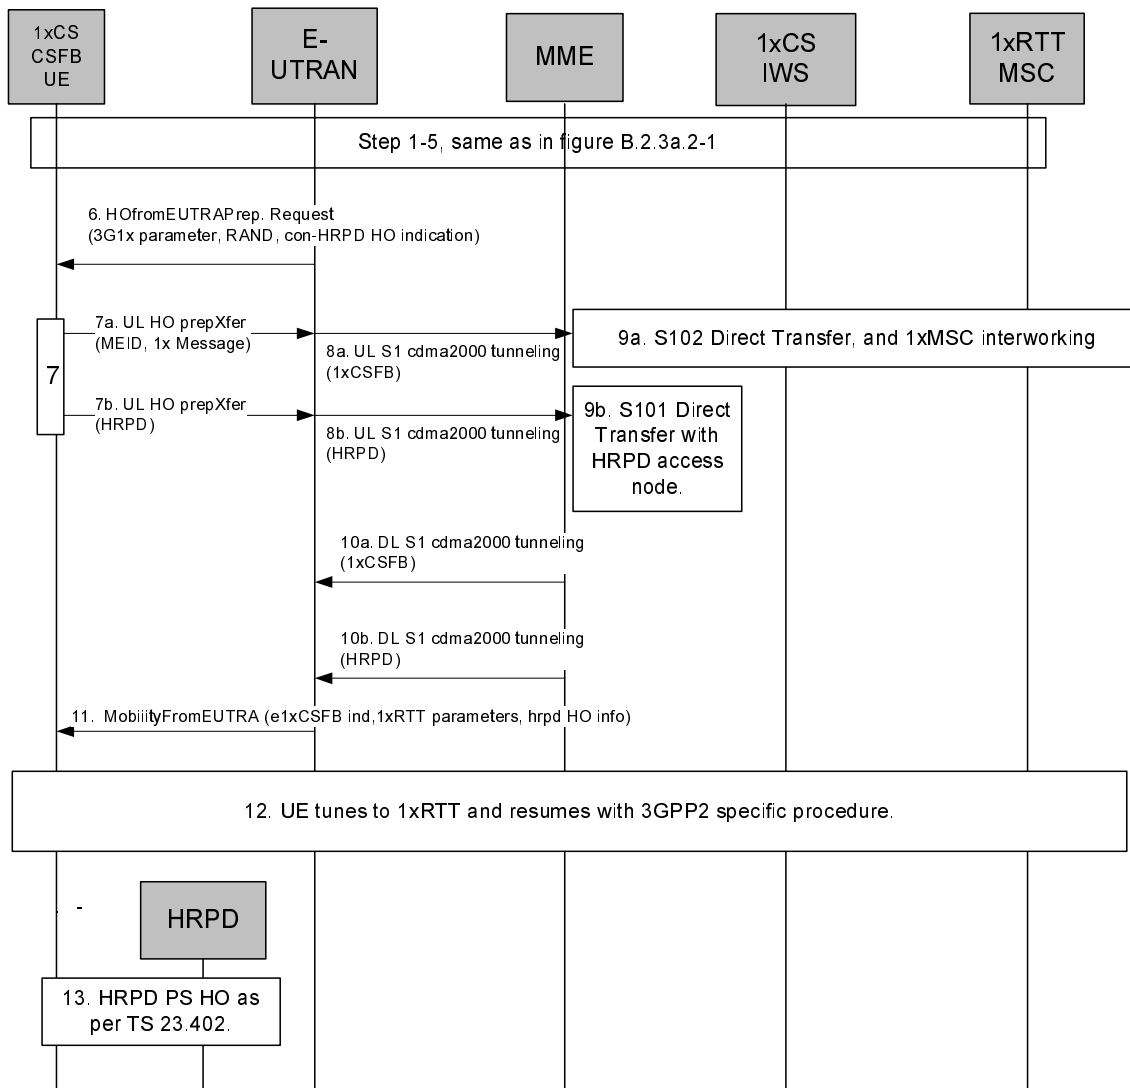 1xCS
CSFB
UE
E-
UTRAN
MME
1xCS
IWS
1xRTT
MSC
Step 1-5, same as in figure B.2.3a.2-1
6. HOfromEUTRAPrep. Request
(3G1x parameter, RAND, con-HRPD HO indication)
7
7a. UL HO prepXfer
(MEID, 1x Message)
8a. UL S1 cdma2000 tunneling
(1xCSFB)
9a. S102 Direct Transfer, and 1xMSC interworking
7b. UL HO prepXfer
(HRPD)
8b. UL S1 cdma2000 tunneling
(HRPD)
9b. S101 Direct
Transfer with
HRPD access
node.
10a. DL S1 cdma2000 tunneling
(1xCSFB)
10b. DL S1 cdma2000 tunneling
(HRPD)
11. MobiiityFromEUTRA (e1xCSFB ind,1xRTT parameters, hrpd HO info)
12. UE tunes to 1xRTT and resumes with 3GPP2 specific procedure.
HRPD
13. HRPD PS HO as
per TS 23.402.